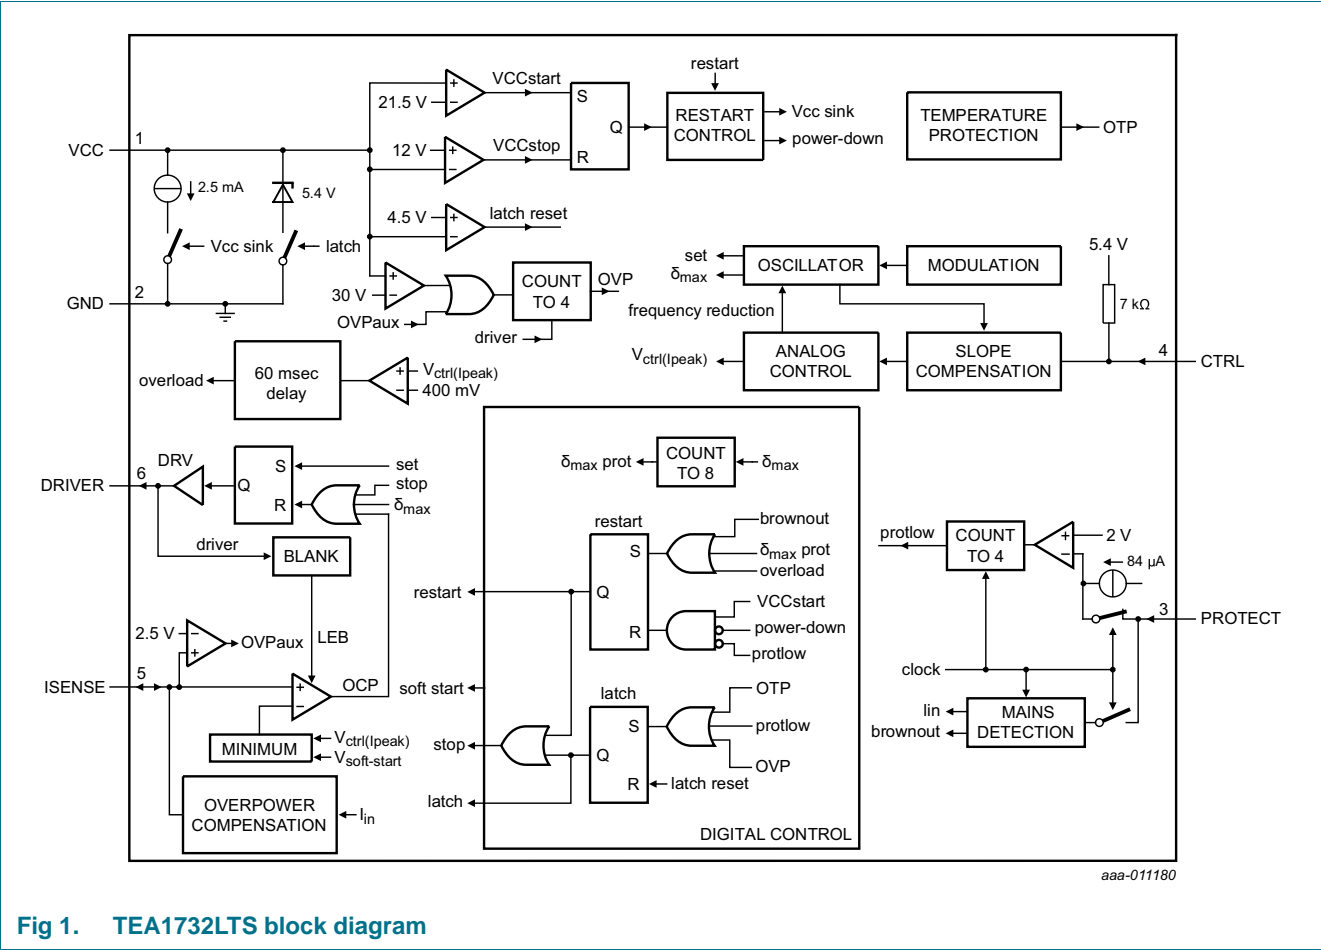 restart
VCCstart
21.5 V
S
Q
R
RESTART
CONTROL
Vcc sink
power-down
TEMPERATURE
PROTECTION
OTP
VCC
1
12 V
VCCstop
2.5 mA
5.4 V
4.5 V
latch reset
Vcc sink
latch
GND
2
30 V
OVPaux
COUNT
TO 4
OVP
driver
set
δmax
OSCILLATOR
MODULATION
5.4 V
7 kΩ
frequency reduction
Vctrl(Ipeak)
ANALOG
CONTROL
SLOPE
COMPENSATION
4
CTRL
overload
60 msec
delay
Vctrl(Ipeak)
400 mV
DRIVER
6
DRV
Q
S
R
set
stop
δmax
driver
BLANK
LEB
2.5 V
OVPaux
ISENSE
5
OCP
MINIMUM
Vctrl(Ipeak)
Vsoft-start
OVERPOWER
COMPENSATION
Iin
δmax prot
COUNT
TO 8
δmax
restart
S
Q
R
brownout
δmax prot
overload
VCCstart
power-down
protlow
restart
soft start
stop
latch
latch
S
Q
R
OTP
protlow
OVP
latch reset
DIGITAL CONTROL
protlow
COUNT
TO 4
2 V
84 µA
3
PROTECT
clock
Iin
brownout
MAINS
DETECTION
aaa-011180
Fig 1. TEA1732LTS block diagram